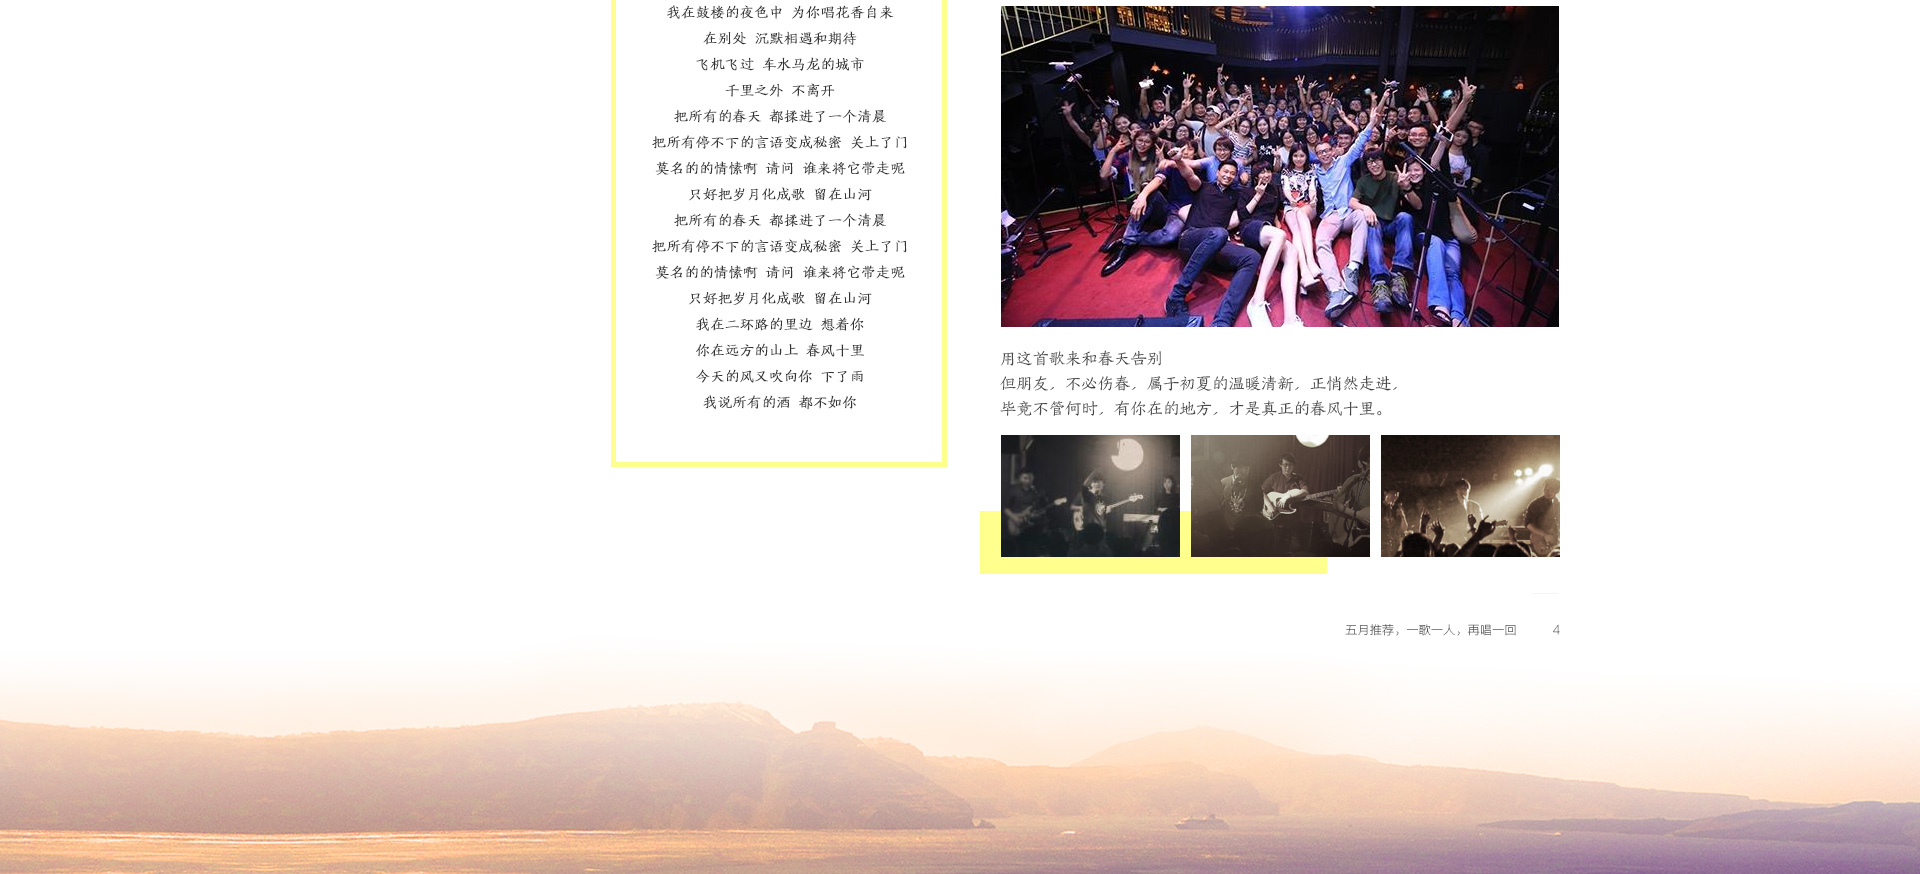 我在鼓楼的夜色中 为你唱花香自来
在别处 沉默相遇和期待
飞机飞过 车水马龙的城市
千里之外 不离开
把所有的春天 都揉进了一个清晨
把所有停不下的言语变成秘密 关上了门
莫名的的情愫啊 请问 谁来将它带走呢
只好把岁月化成歌 留在山河
把所有的春天 都揉进了一个清晨
把所有停不下的言语变成秘密 关上了门
莫名的的情愫啊 请问 谁来将它带走呢
只好把岁月化成歌 留在山河
我在二环路的里边 想着你
你在远方的山上 春风十里
今天的风又吹向你 下了雨
我说所有的酒 都不如你
用这首歌来和春天告别
但朋友，不必伤春，属于初夏的温暖清新，正悄然走进，
毕竟不管何时，有你在的地方，才是真正的春风十里。
五月推荐，一歌一人，再唱一回 4